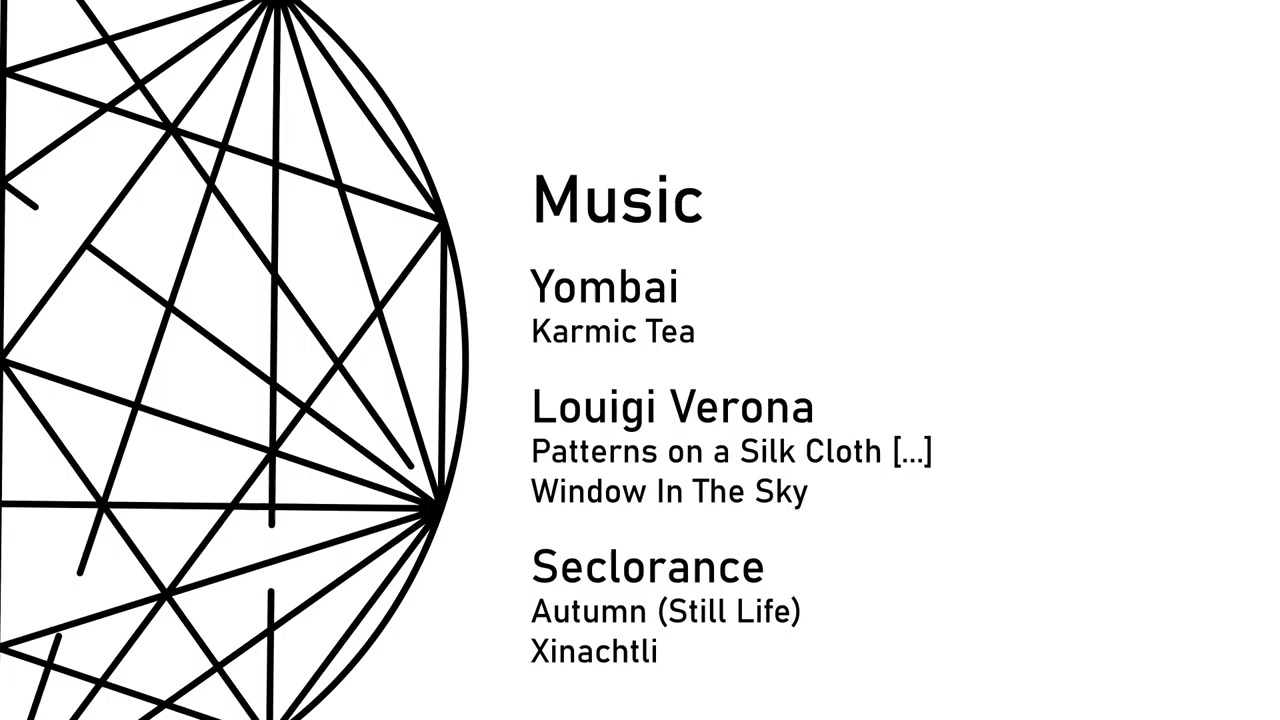 Music
Yombai
Karmic Tea
Louigi Verona
Patterns on a Silk Cloth [...]
Window In The Sky
Seclorance
Autumn (Still Life)
Xinachtli